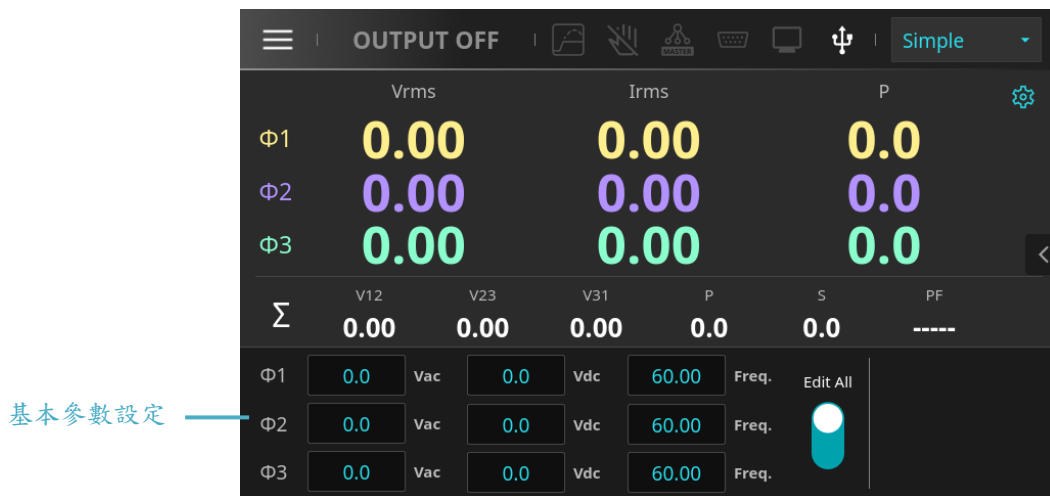 OUTPUT OFF MASTER Simple
Vrms Irms P
Φ1 0.00 0.00 0.0
Φ2 0.00 0.00 0.0
Φ3 0.00 0.00 0.0
V12 V23 V31 P S PF
Σ 0.00 0.00 0.00 0.0 0.0 -----
Φ1 0.0 Vac 0.0 Vdc 60.00 Freq. Edit All
基本參數設定 Φ2 0.0 Vac 0.0 Vdc 60.00 Freq.
Φ3 0.0 Vac 0.0 Vdc 60.00 Freq.